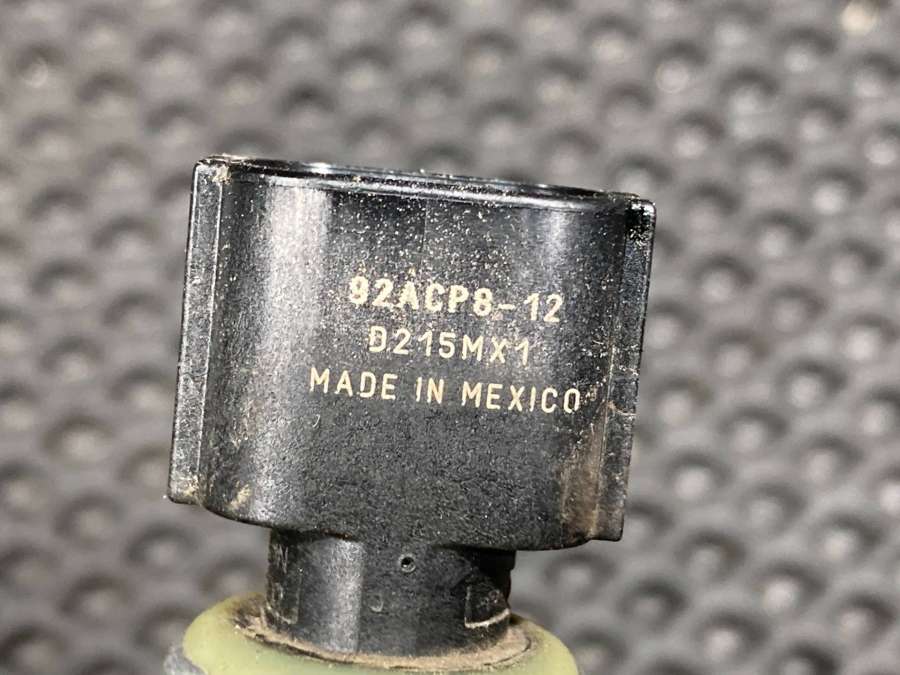 92ACP8-12
D215MX1
MADE IN MEXICO